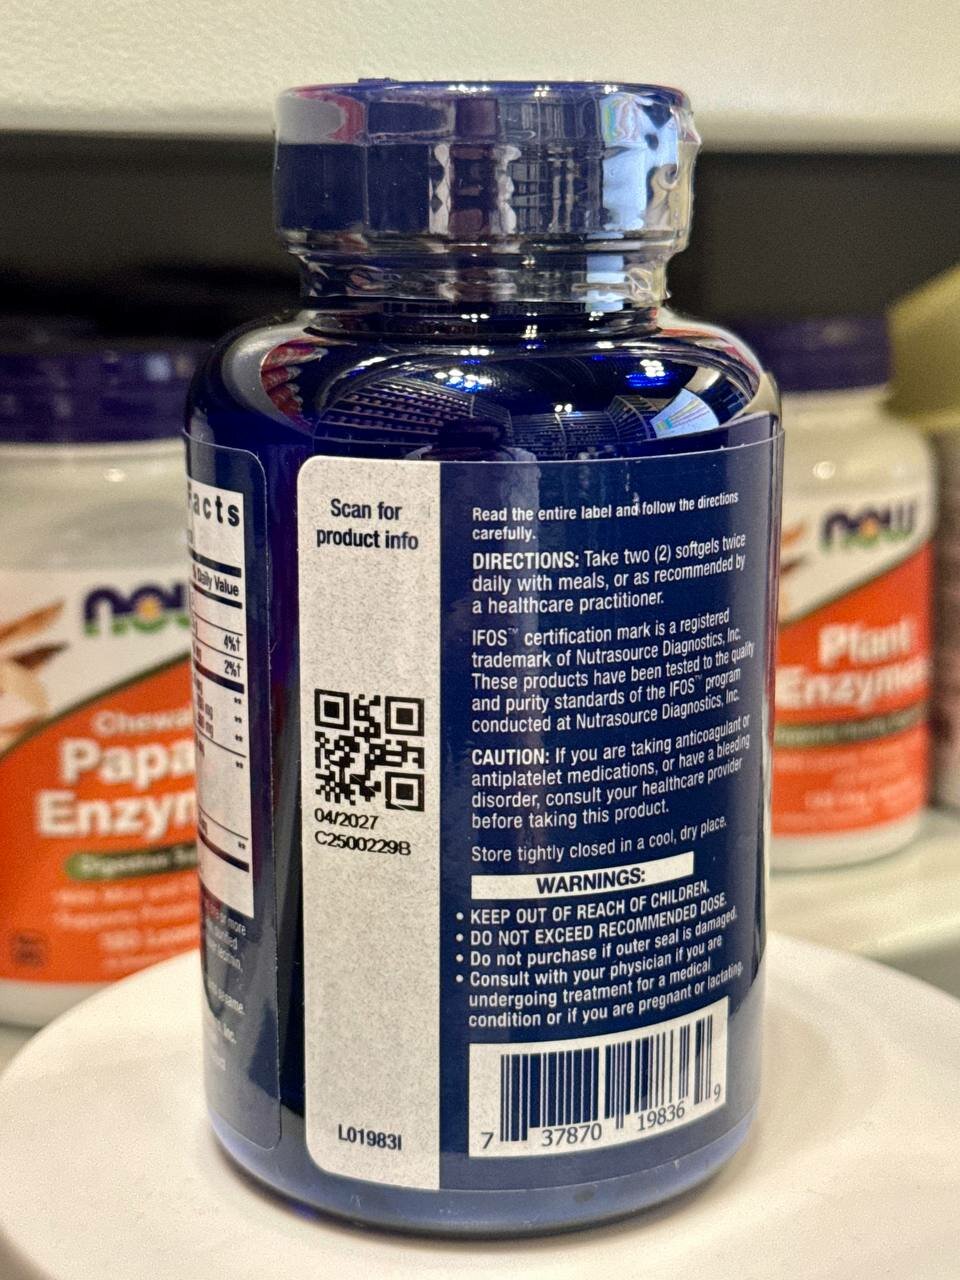 Facts
% Daily Value
4%†
2%†
**
**
**
**
**
or more
Scan for
product info
04/2027
C2500229B
L01983I
Read the entire label and follow the directions
carefully.
DIRECTIONS: Take two (2) softgels twice
daily with meals, or as recommended by
a healthcare practitioner.
IFOS™ certification mark is a registered
trademark of Nutrasource Diagnostics, Inc.
These products have been tested to the quality
and purity standards of the IFOS™ program
conducted at Nutrasource Diagnostics, Inc.
CAUTION: If you are taking anticoagulant or
antiplatelet medications, or have a bleeding
disorder, consult your healthcare provider
before taking this product.
Store tightly closed in a cool, dry place.
WARNINGS:
• KEEP OUT OF REACH OF CHILDREN.
• DO NOT EXCEED RECOMMENDED DOSE.
• Do not purchase if outer seal is damaged.
• Consult with your physician if you are
undergoing treatment for a medical
condition or if you are pregnant or lactating.
7 37870 19836 9
now
Papa
Enzym
now
Plant
Enzyme